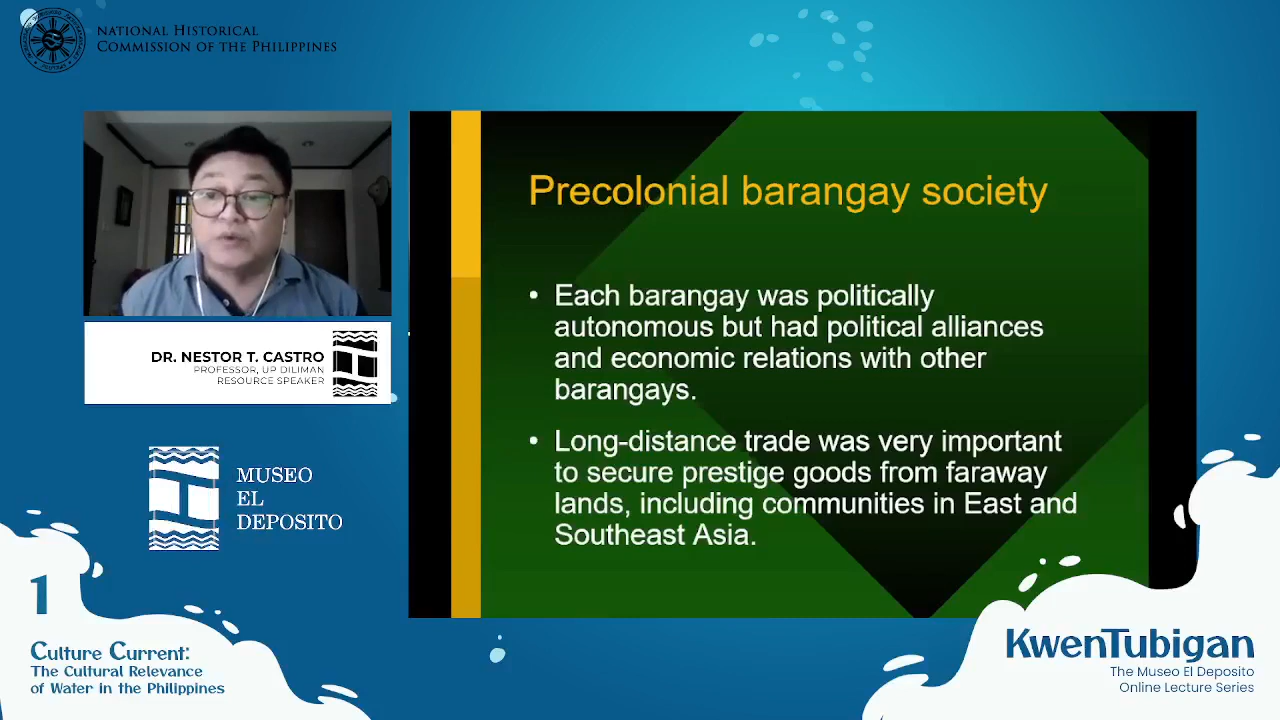 NATIONAL HISTORICAL
COMMISSION OF THE PHILIPPINES
DR. NESTOR T. CASTRO
PROFESSOR, UP DILIMAN
RESOURCE SPEAKER
MUSEO
EL
DEPOSITO
1
Culture Current:
The Cultural Relevance
of Water in the Philippines
Precolonial barangay society
• Each barangay was politically
autonomous but had political alliances
and economic relations with other
barangays.
• Long-distance trade was very important
to secure prestige goods from faraway
lands, including communities in East and
Southeast Asia.
KwenTubigan
The Museo El Deposito
Online Lecture Series